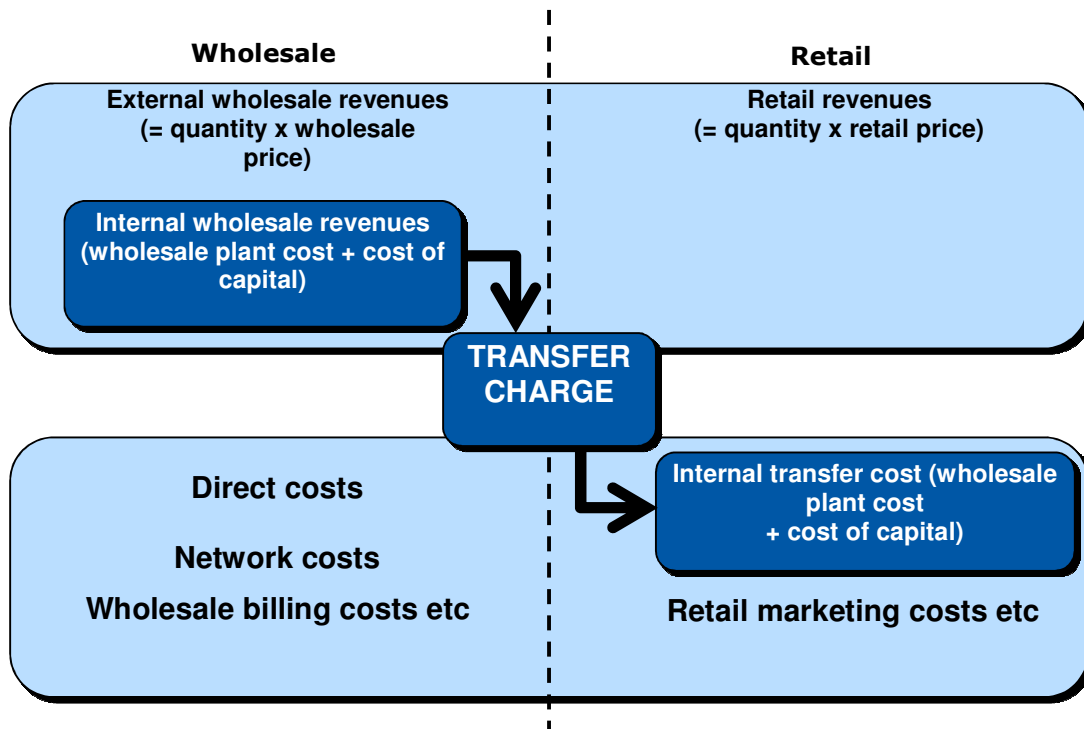 Wholesale
Retail
External wholesale revenues
(= quantity x wholesale
price)
Retail revenues
(= quantity x retail price)
Internal wholesale revenues
(wholesale plant cost + cost of
capital)
TRANSFER
CHARGE
Direct costs
Network costs
Wholesale billing costs etc
Internal transfer cost (wholesale
plant cost
+ cost of capital)
Retail marketing costs etc